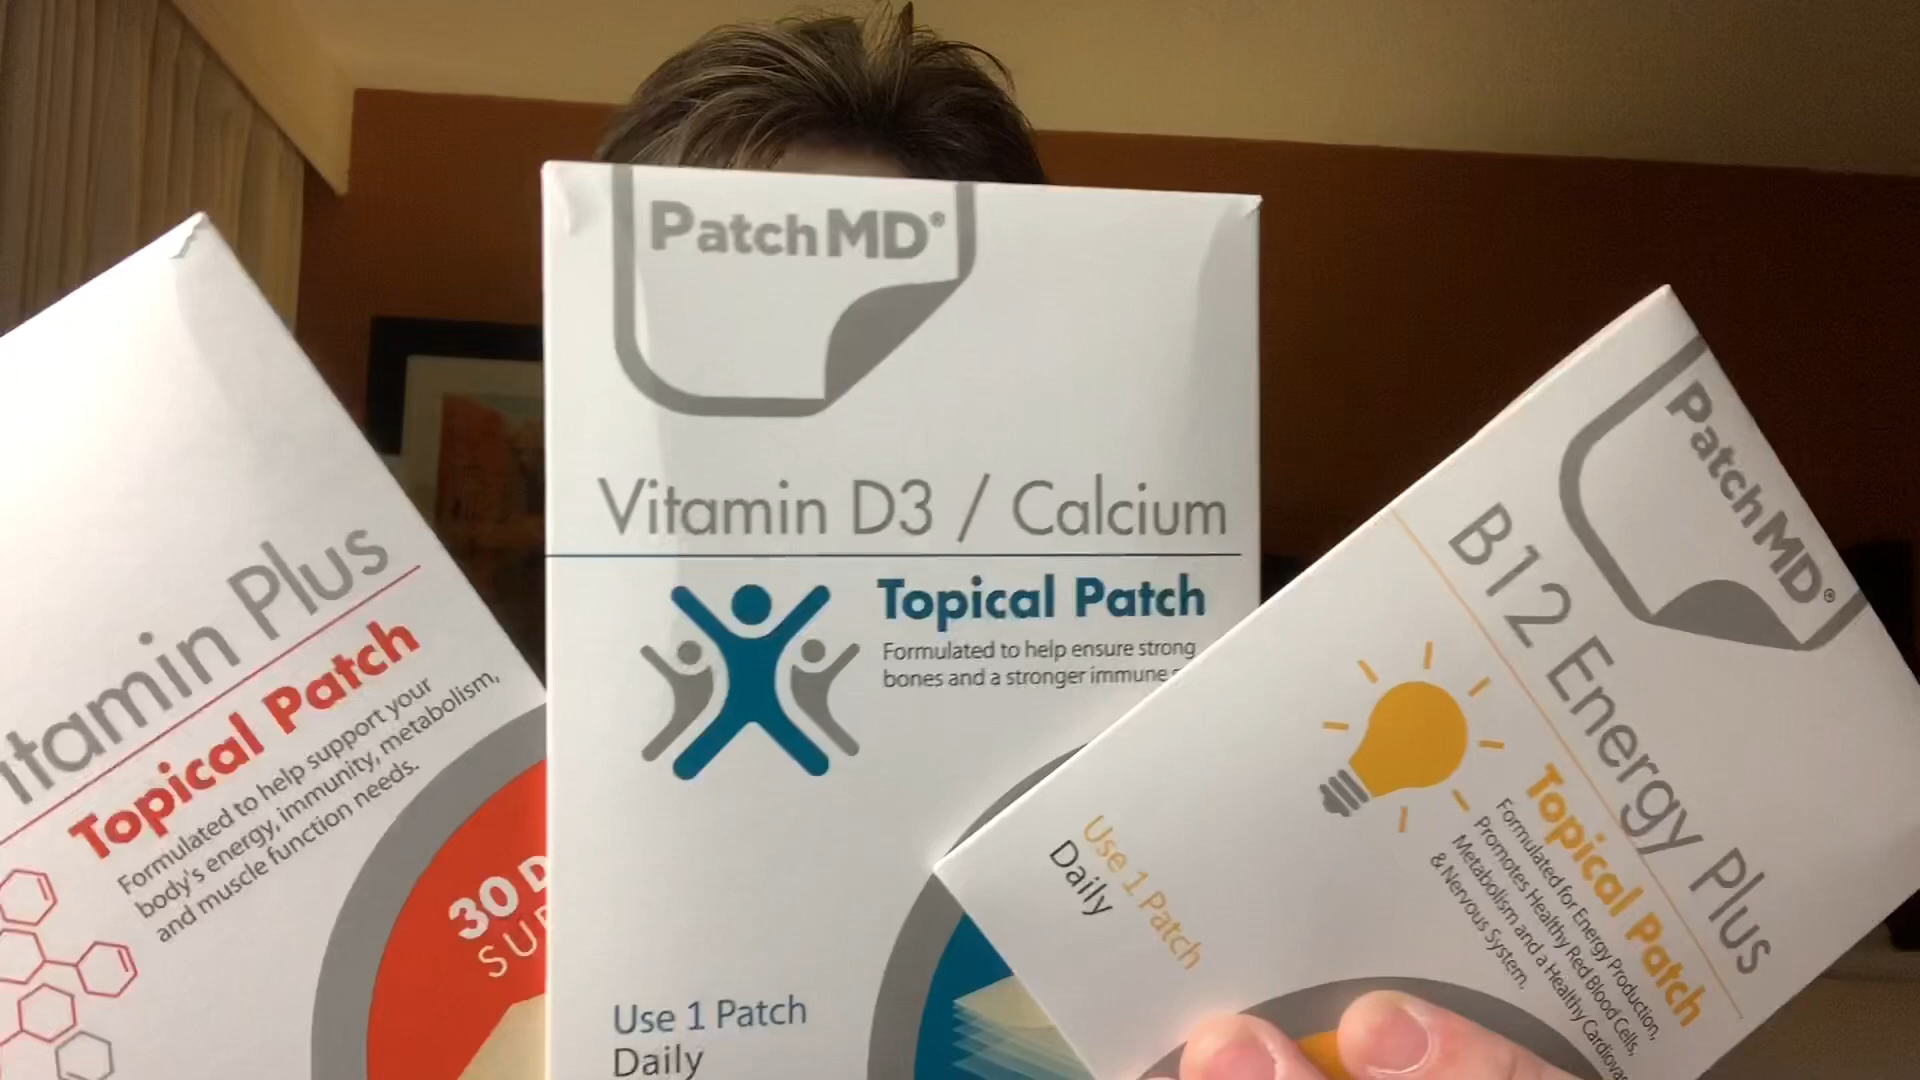 itamin Plus
Topical Patch
Formulated to help support your
body's energy, immunity, metabolism,
and muscle function needs.
30 D
SUP
PatchMD®
Vitamin D3 / Calcium
Topical Patch
Formulated to help ensure strong
bones and a stronger immune
Use 1 Patch
Daily
PatchMD®
B12 Energy Plus
Topical Patch
Formulated for Energy Production,
Promotes Healthy Red Blood Cells,
Metabolism and a Healthy Cardiova
& Nervous System.
Use 1 Patch
Daily